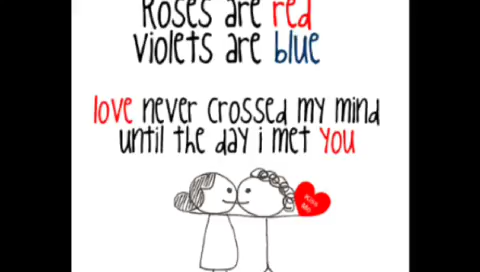 Roses are red
violets are blue
love never crossed my mind
until the day i met you